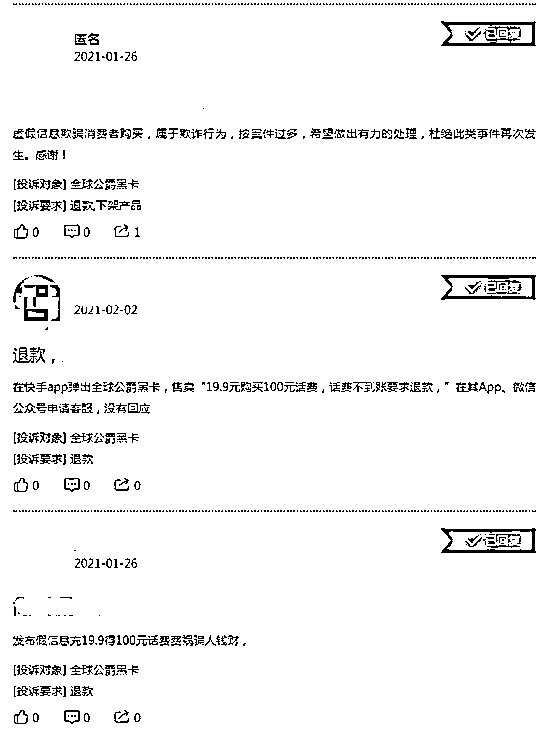 匿名
已回复
2021-01-26
虚假信息欺骗消费者购买，属于欺诈行为，投案件过多，希望做出有力的处理，杜绝此类事件再次发
生。感谢！
[投诉对象] 全球公爵黑卡
[投诉要求] 退款,下架产品
0 0 1
已回复
2021-02-02
退款，
在快手app弹出全球公爵黑卡，售卖“19.9元购买100元话费，话费不到账要求退款，”在其App、微信
公众号申请客服，没有回应
[投诉对象] 全球公爵黑卡
[投诉要求] 退款
0 0 0
已回复
2021-01-26
发布假信息充19.9得100元话费骗人钱财，
[投诉对象] 全球公爵黑卡
[投诉要求] 退款
0 0 0